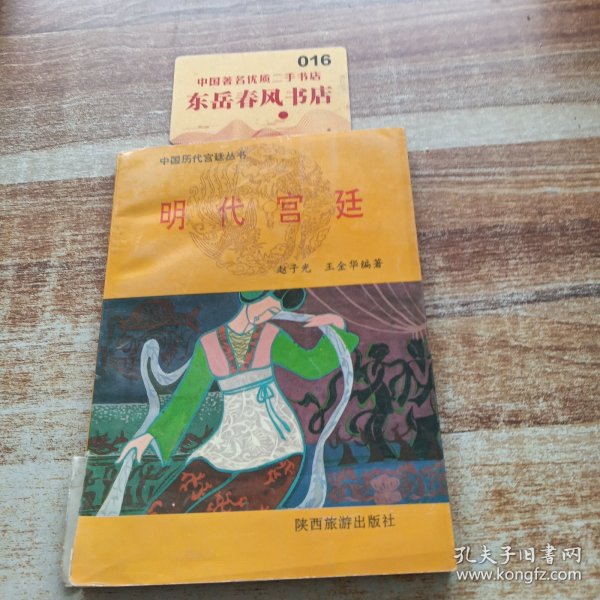 016
中国著名优质二手书店
东岳春风书店
中国历代宫廷丛书
明代宫廷
赵子光 王金华编著
陕西旅游出版社
孔夫子旧书网
www.kongfz.com